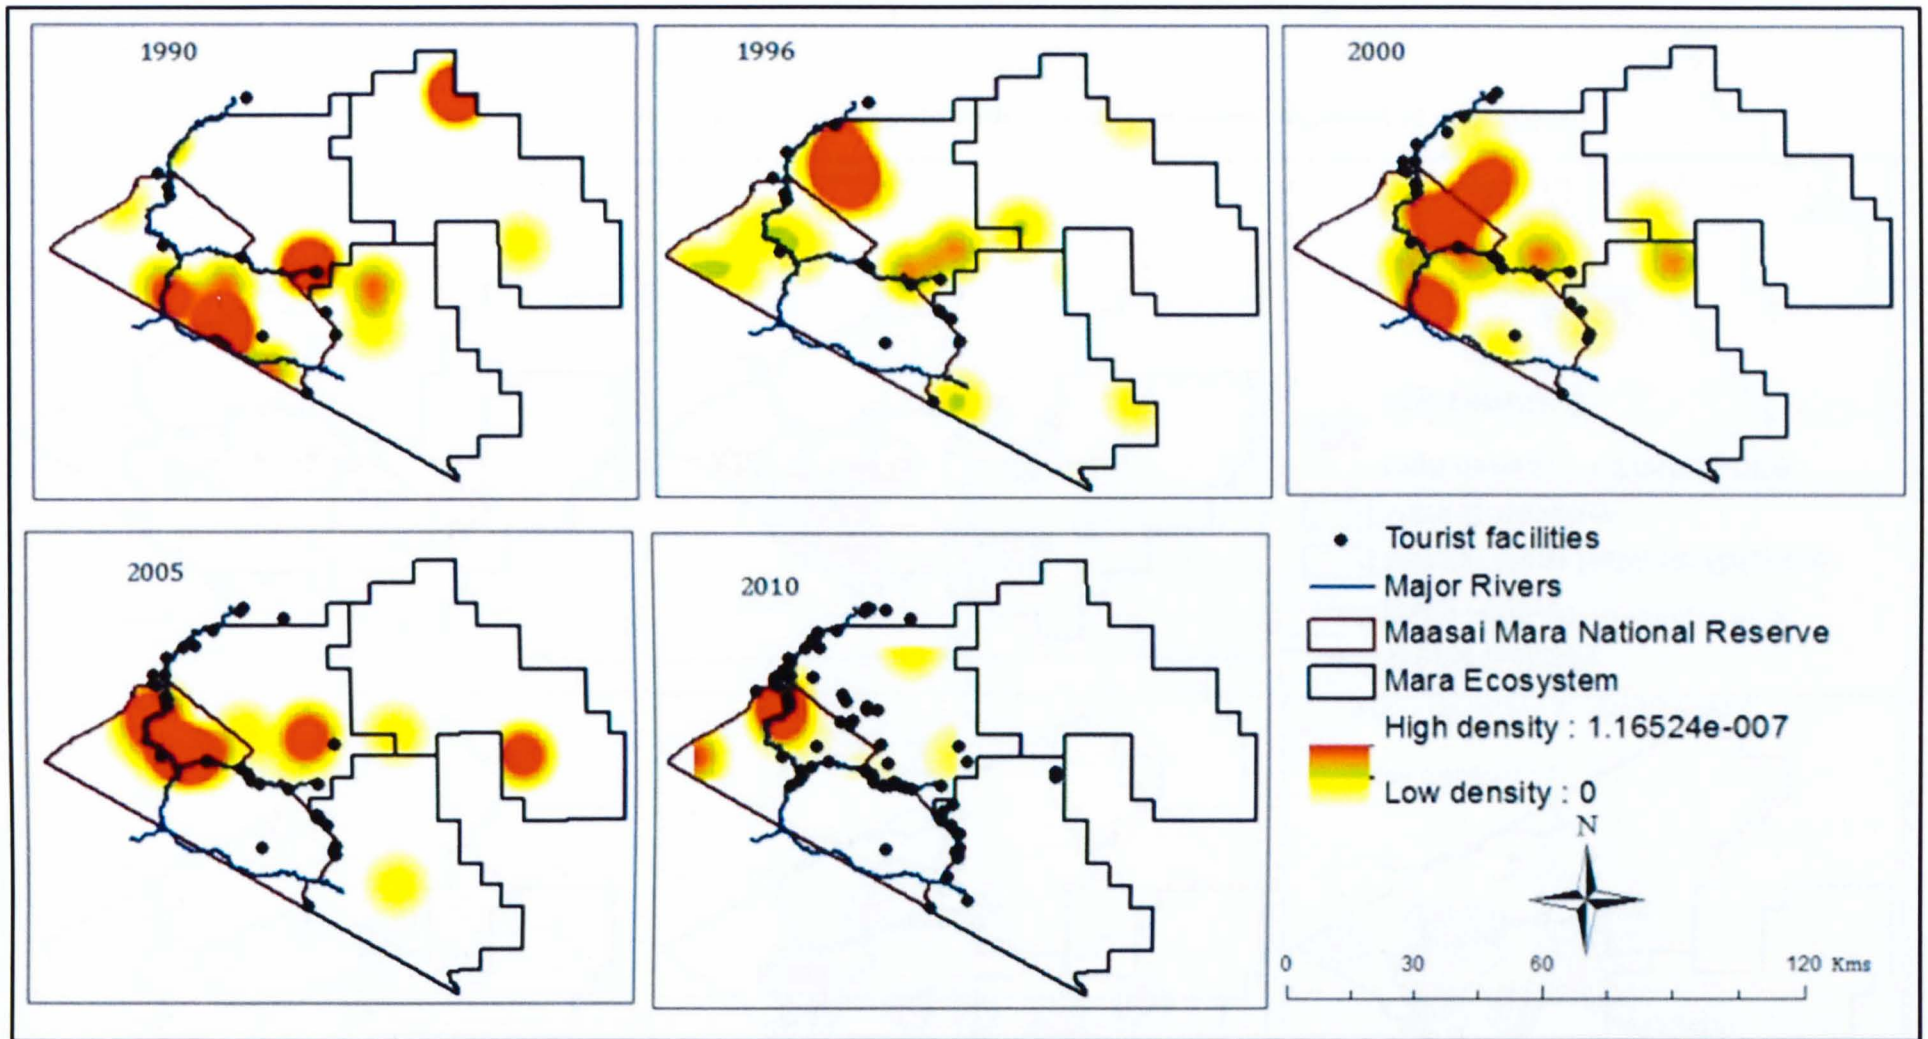 1990
1996
2000
2005
2010
Tourist facilities
Major Rivers
Maasai Mara National Reserve
Mara Ecosystem
High density : 1.16524e-007
Low density : 0
N
0 30 60 120 Kms